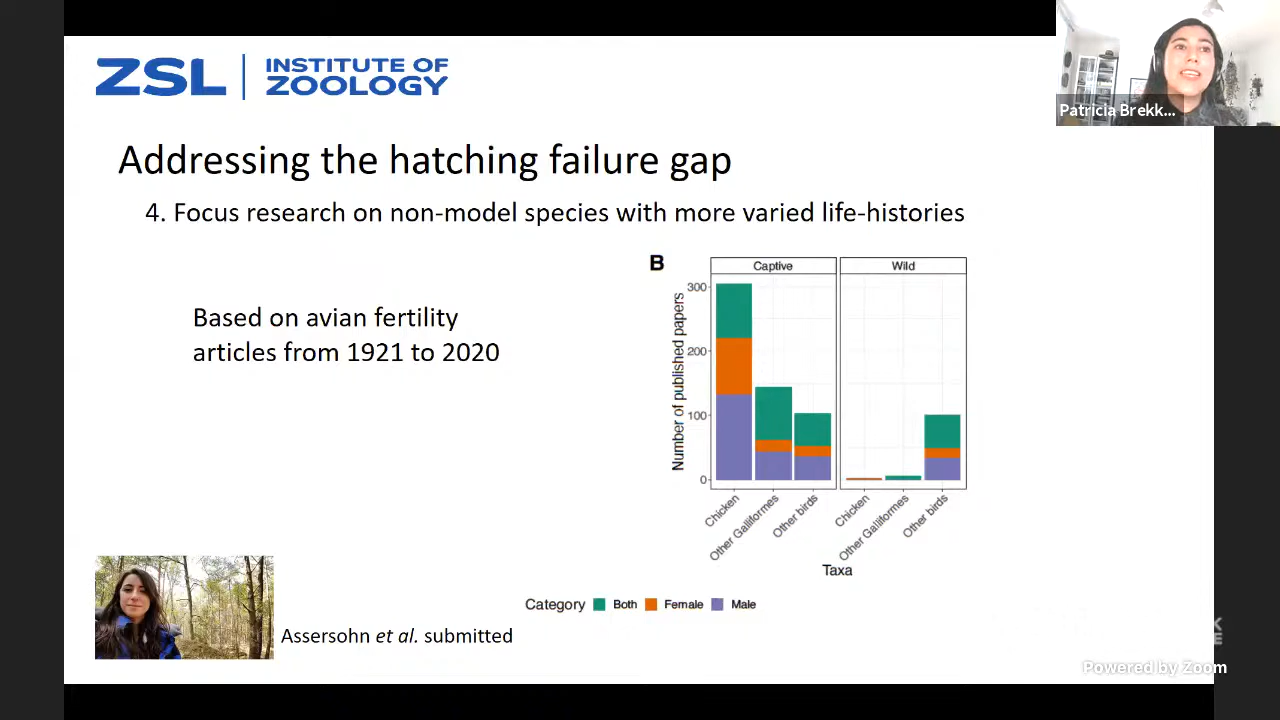 ZSL | INSTITUTE OF
ZOOLOGY
Patricia Brekk...
Addressing the hatching failure gap
4. Focus research on non-model species with more varied life-histories
Based on avian fertility
articles from 1921 to 2020
B
Captive
Wild
Number of published papers
300
200
100
0
Chicken
Other Galliformes
Other birds
Chicken
Other Galliformes
Other birds
Taxa
Category Both Female Male
Assersohn et al. submitted
K
E
Powered by Zoom